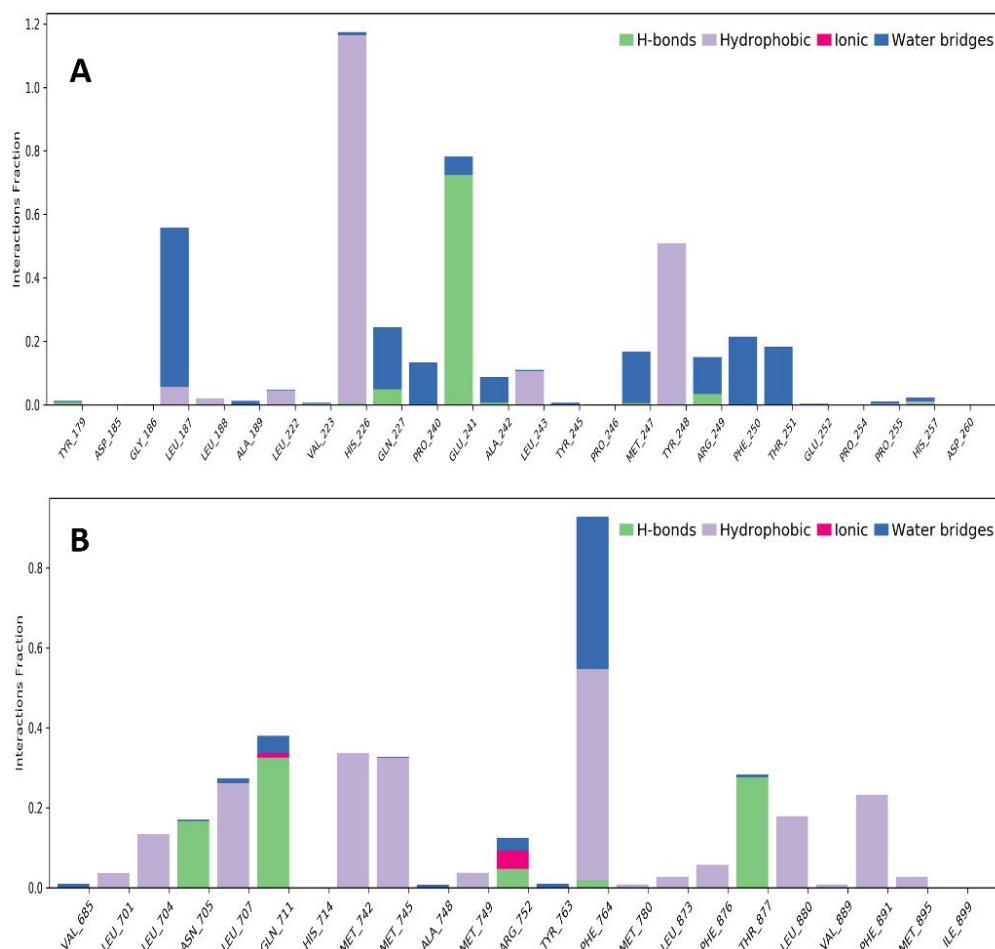 A
H-bonds Hydrophobic Ionic Water bridges
Interactions Fraction
1.2
1.0
0.8
0.6
0.4
0.2
0.0
TYR_179 ASP_185 GLY_186 LEU_187 LEU_188 ALA_189 LEU_222 VAL_223 HIS_226 GLN_227 PRO_240 GLU_241 ALA_242 LEU_243 TYR_245 PRO_246 MET_247 TYR_248 ARG_249 PHE_250 THR_251 GLU_252 PRO_254 PRO_255 HIS_257 ASP_260
B
H-bonds Hydrophobic Ionic Water bridges
Interactions Fraction
0.8
0.6
0.4
0.2
0.0
VAL_685 LEU_701 LEU_704 ASN_705 LEU_707 GLN_711 HIS_714 MET_742 MET_745 ALA_748 MET_749 ARG_752 TYR_763 PHE_764 MET_780 LEU_873 PHE_876 THR_877 LEU_880 VAL_889 PHE_891 MET_895 ILE_899